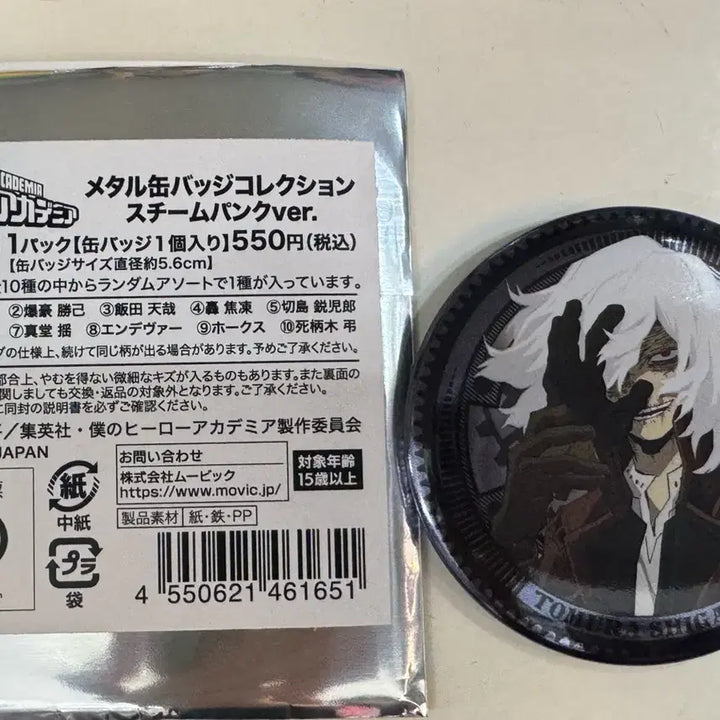 ACADEMIA
メタル缶バッジコレクション
スチームパンクver.
1パック【缶バッジ1個入り】550円(税込)
【缶バッジサイズ直径約5.6cm】
10種の中からランダムアソートで1種が入っています。
②爆豪 勝己 ③飯田 天哉 ④轟 焦凍 ⑤切島 鋭児郎
⑦真堂 揺 ⑧エンデヴァー ⑨ホークス ⑩死柄木 弔
の仕様上、続けて同じ柄が出る場合があります。予めご了承ください。
部合上、やむを得ない微細なキズが入るものもあります。また裏面の
関しましても交換・返品の対象外となります。ご了承ください。
に同封の説明書を必ずご確認ください。
/集英社・僕のヒーローアカデミア製作委員会
JAPAN
紙
中紙
プラ
袋
お問い合わせ
株式会社ムービック
https://www.movic.jp/
対象年齢
15歳以上
製品素材 紙・鉄・PP
4 550621 461651
TOMURA SHIGA